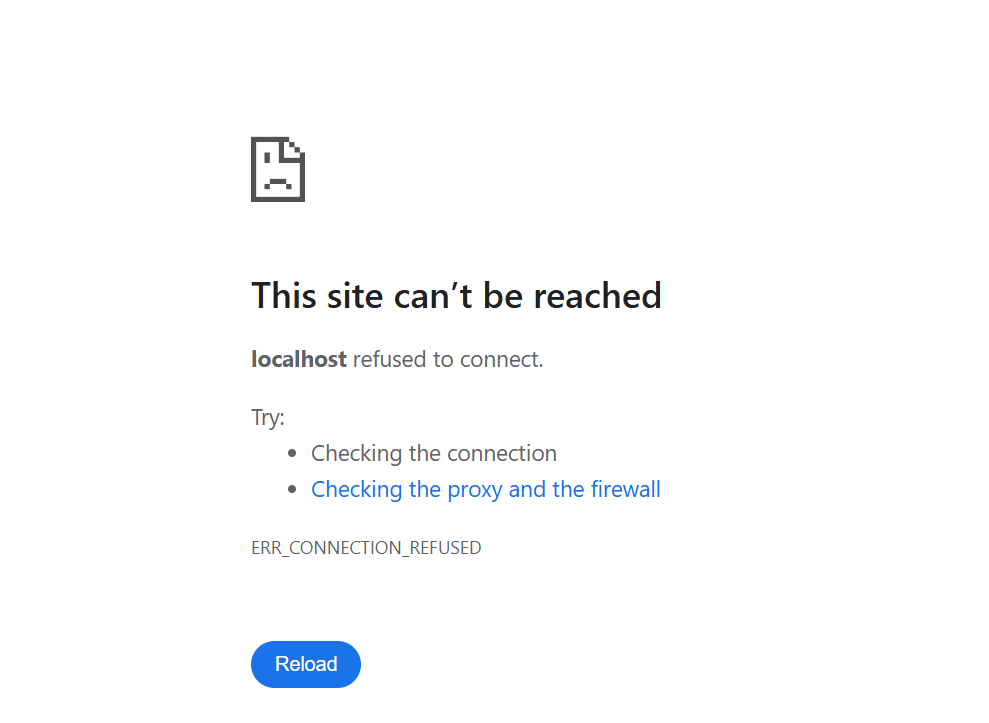 This site can’t be reached
localhost refused to connect.
Try:
Checking the connection
Checking the proxy and the firewall
ERR_CONNECTION_REFUSED
Reload